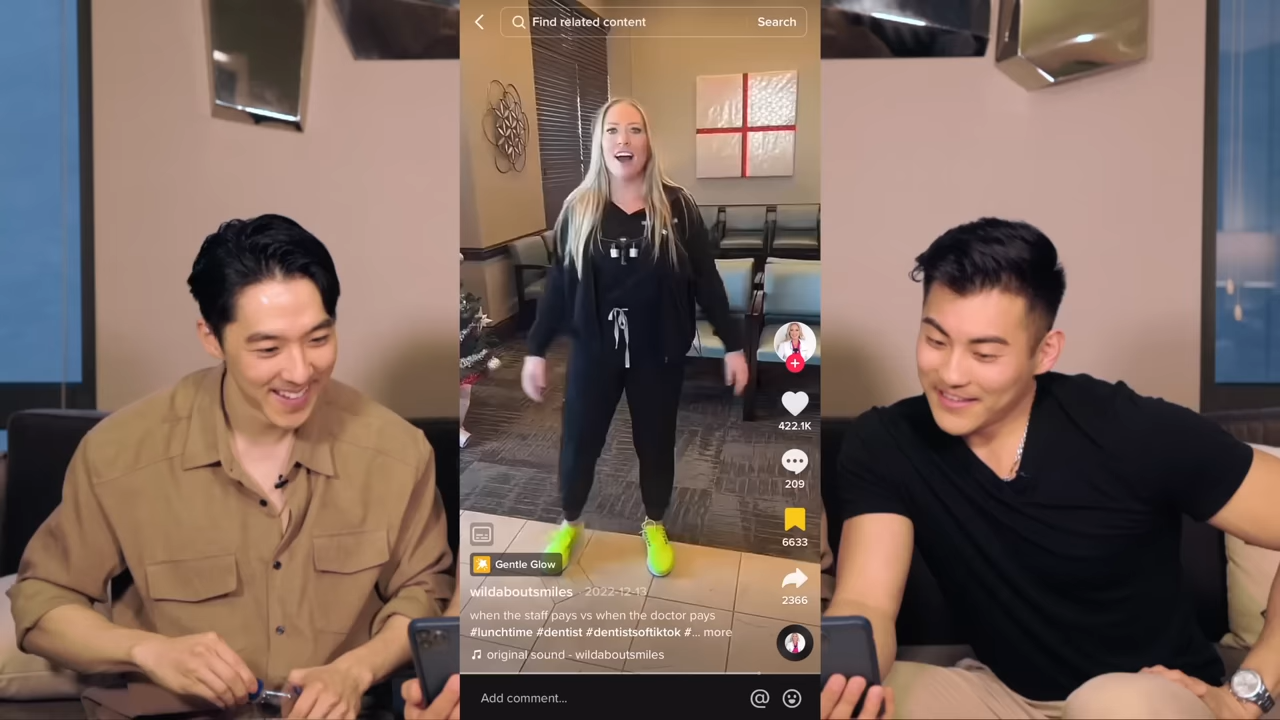 Find related content
Search
422.1K
209
6633
2366
Gentle Glow
wildaboutsmiles · 2022-12-13
when the staff pays vs when the doctor pays
#lunchtime #dentist #dentistsoftiktok #... more
original sound - wildaboutsmiles
Add comment...
@